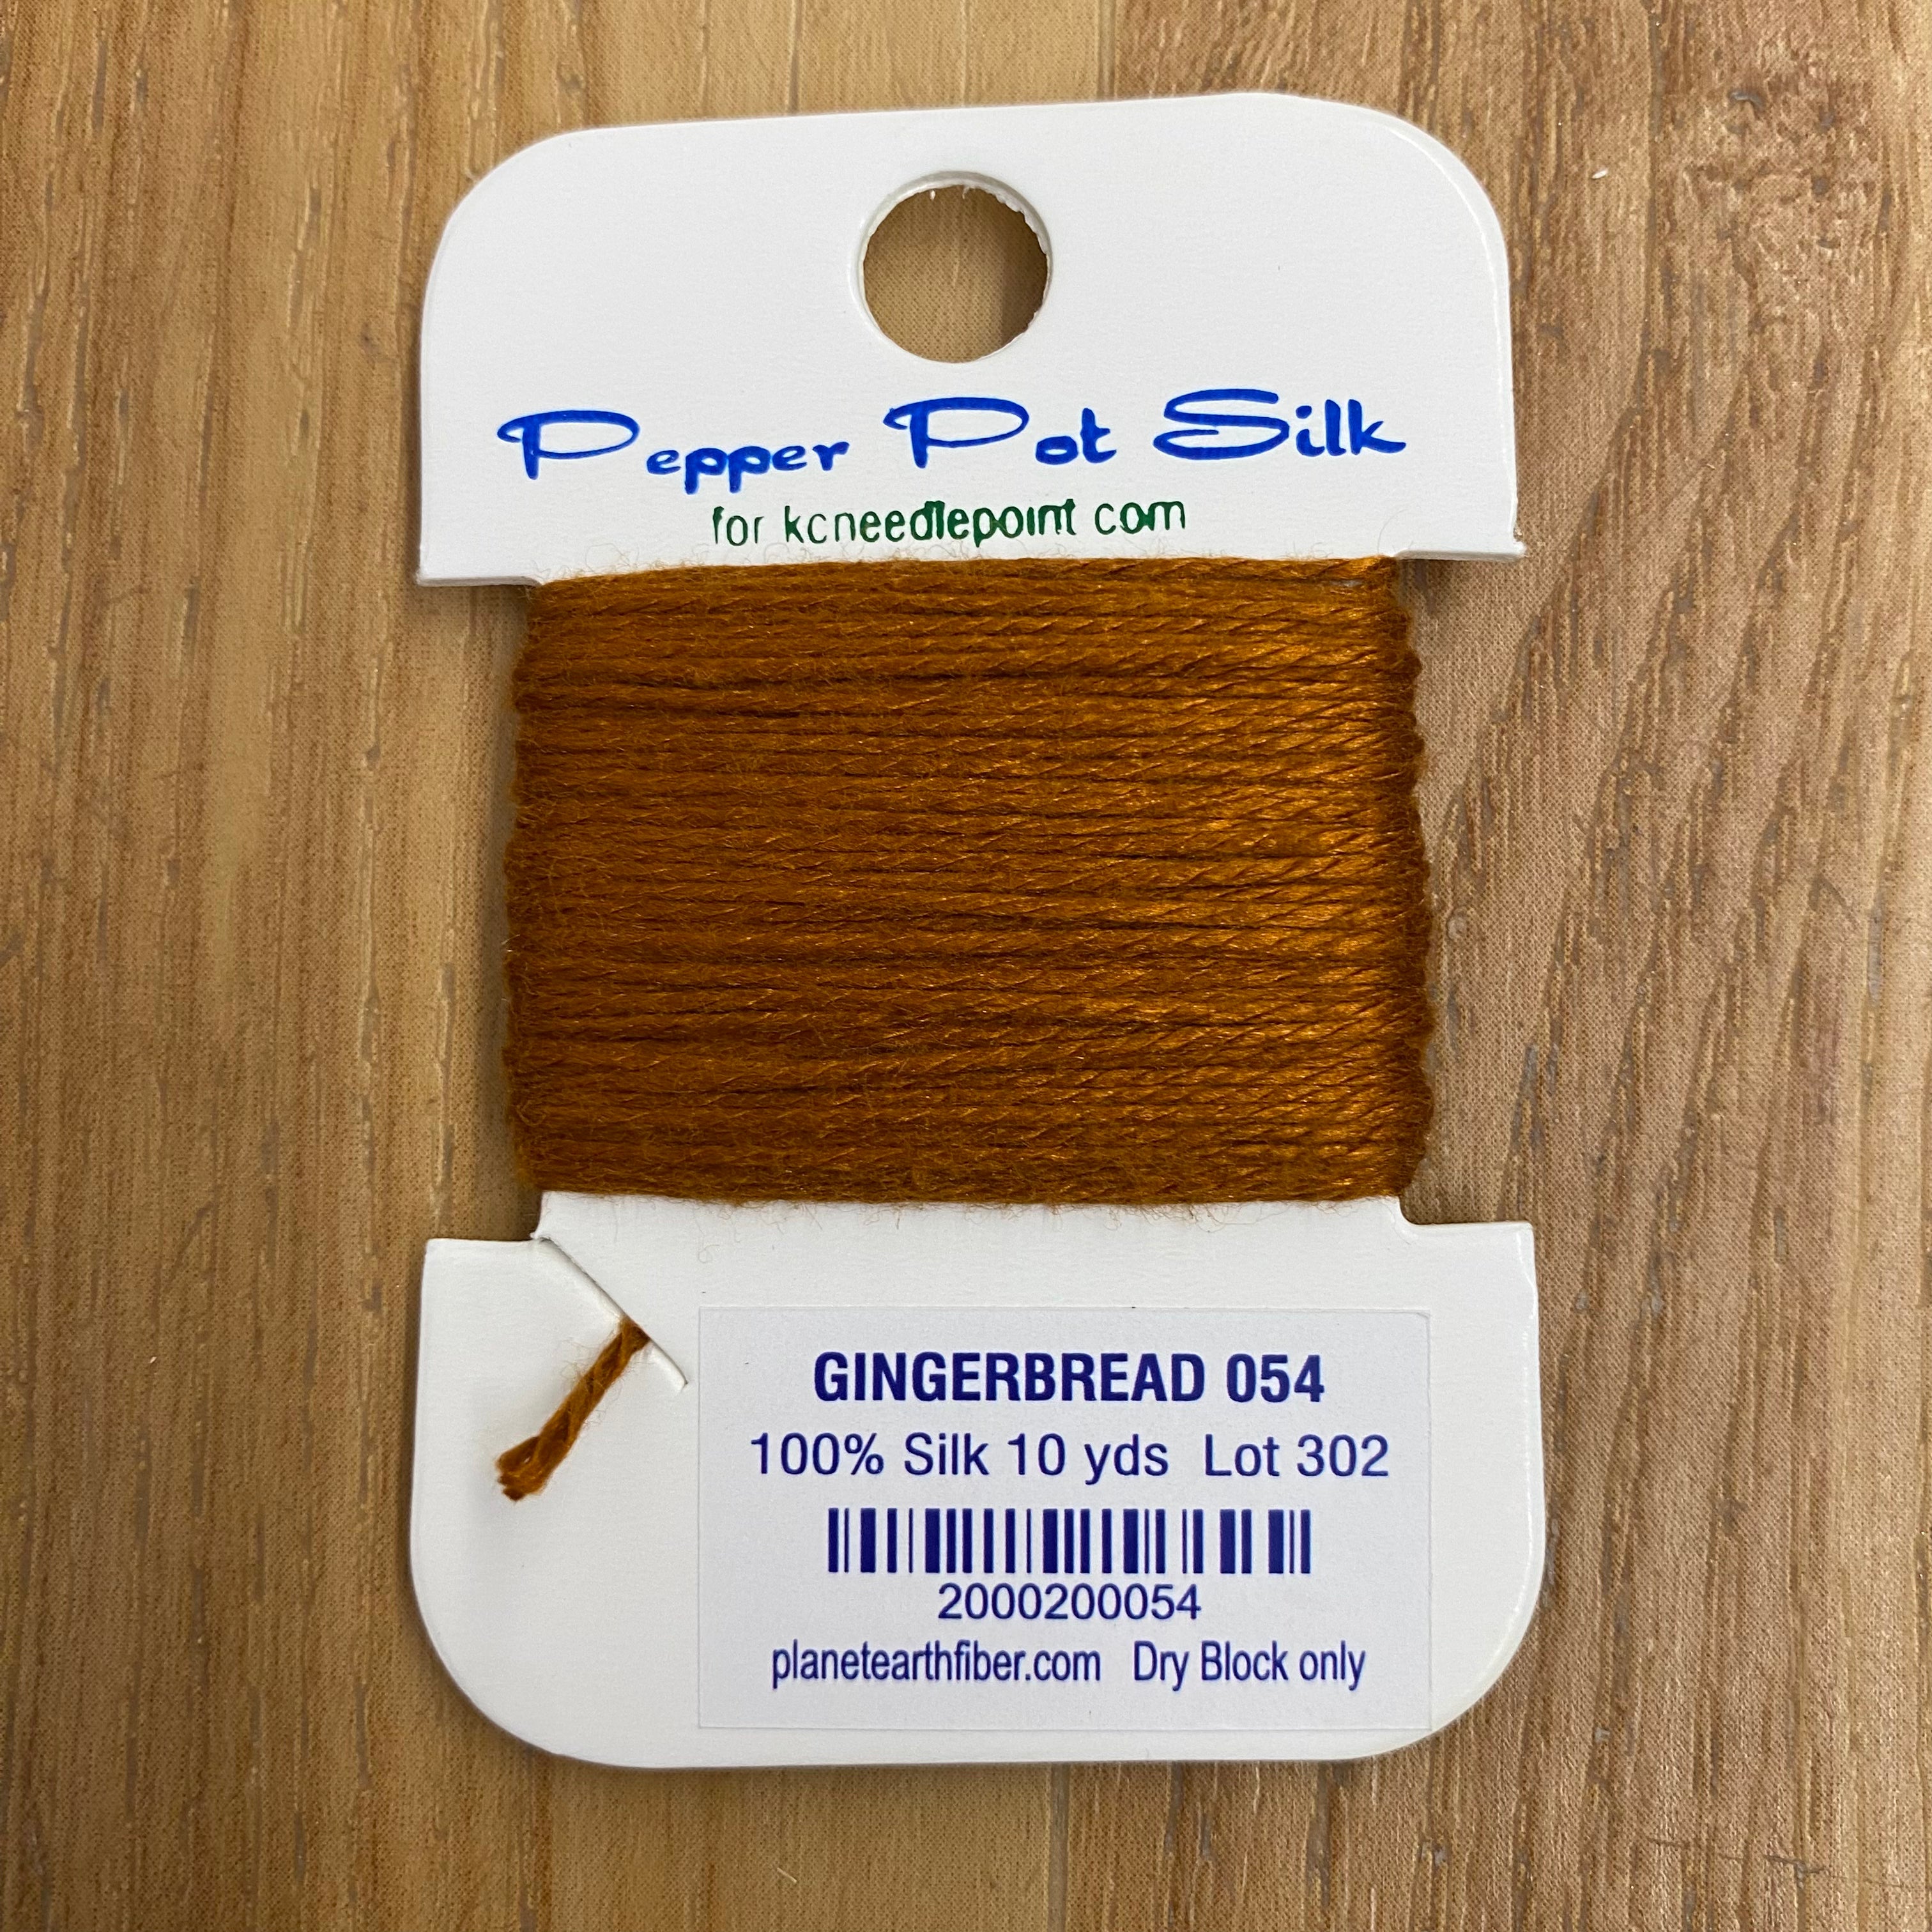 Pepper Pot Silk
for kcneedlepoint com
GINGERBREAD 054
100% Silk 10 yds Lot 302
2000200054
planetearthfiber.com Dry Block only